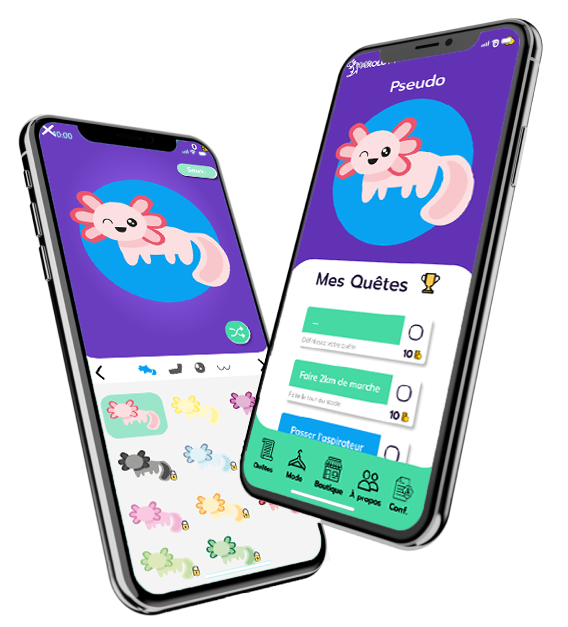 10:00
Sauv.
Pseudo
Mes Quêtes
...
Définissez votre quête
10
Faire 2km de marche
Faire le tour du stade
10
Passer l'aspirateur
Quêtes
Mode
Boutique
À propos
Conf.